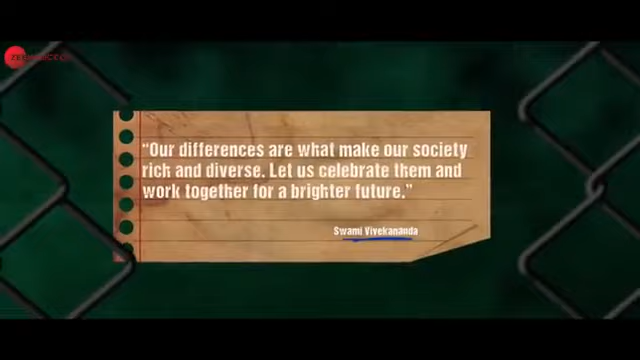 “Our differences are what make our society
rich and diverse. Let us celebrate them and
work together for a brighter future.”
Swami Vivekananda